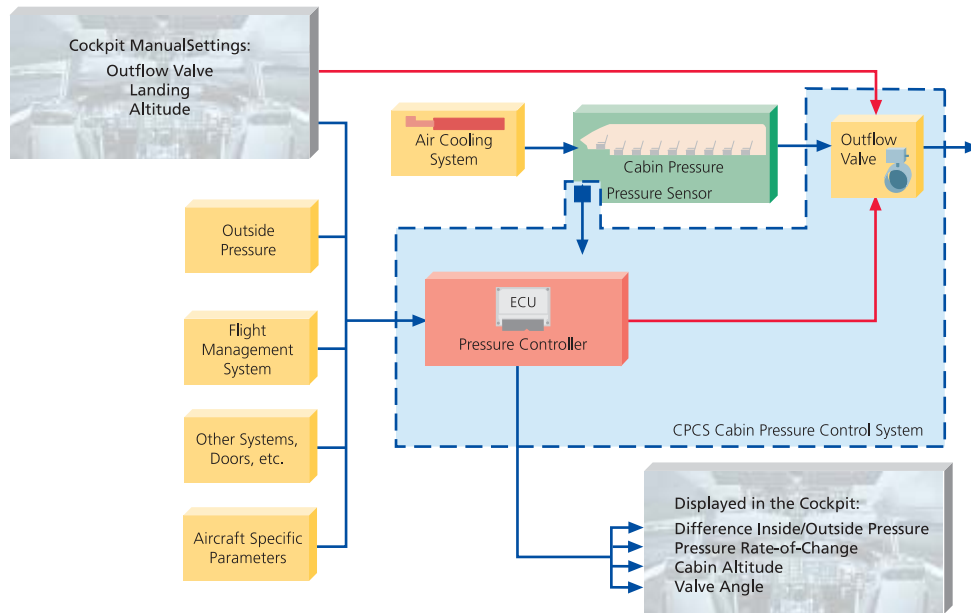 Cockpit ManualSettings:
Outflow Valve
Landing
Altitude
Air Cooling
System
Cabin Pressure
Pressure Sensor
Outflow
Valve
Outside
Pressure
ECU
Pressure Controller
Flight
Management
System
Other Systems,
Doors, etc.
CPCS Cabin Pressure Control System
Aircraft Specific
Parameters
Displayed in the Cockpit:
Difference Inside/Outside Pressure
Pressure Rate-of-Change
Cabin Altitude
Valve Angle